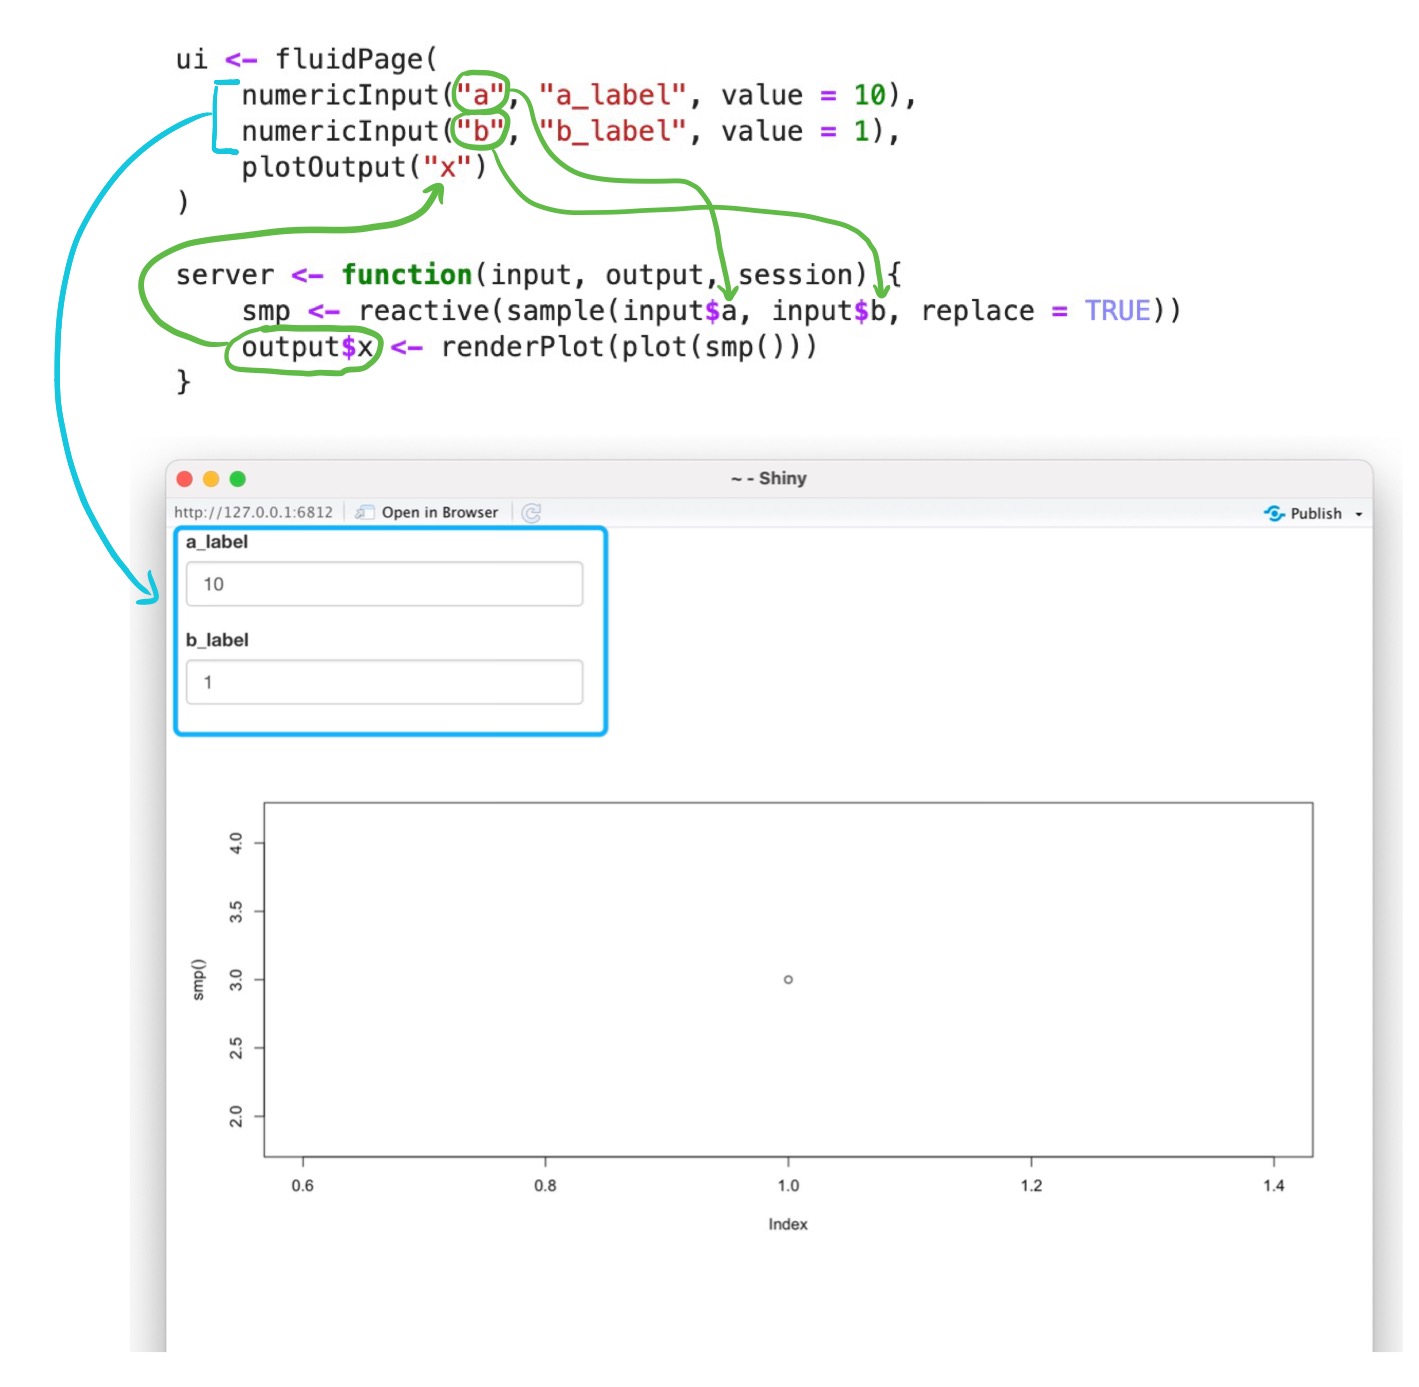 ui <- fluidPage(
numericInput("a", "a_label", value = 10),
numericInput("b", "b_label", value = 1),
plotOutput("x")
)
server <- function(input, output, session) {
smp <- reactive(sample(input$a, input$b, replace = TRUE))
output$x <- renderPlot(plot(smp()))
}
~ - Shiny
http://127.0.0.1:6812 Open in Browser Publish
a_label
10
b_label
1
4.0
3.5
3.0
2.5
2.0
smp()
0.6 0.8 1.0 1.2 1.4
Index